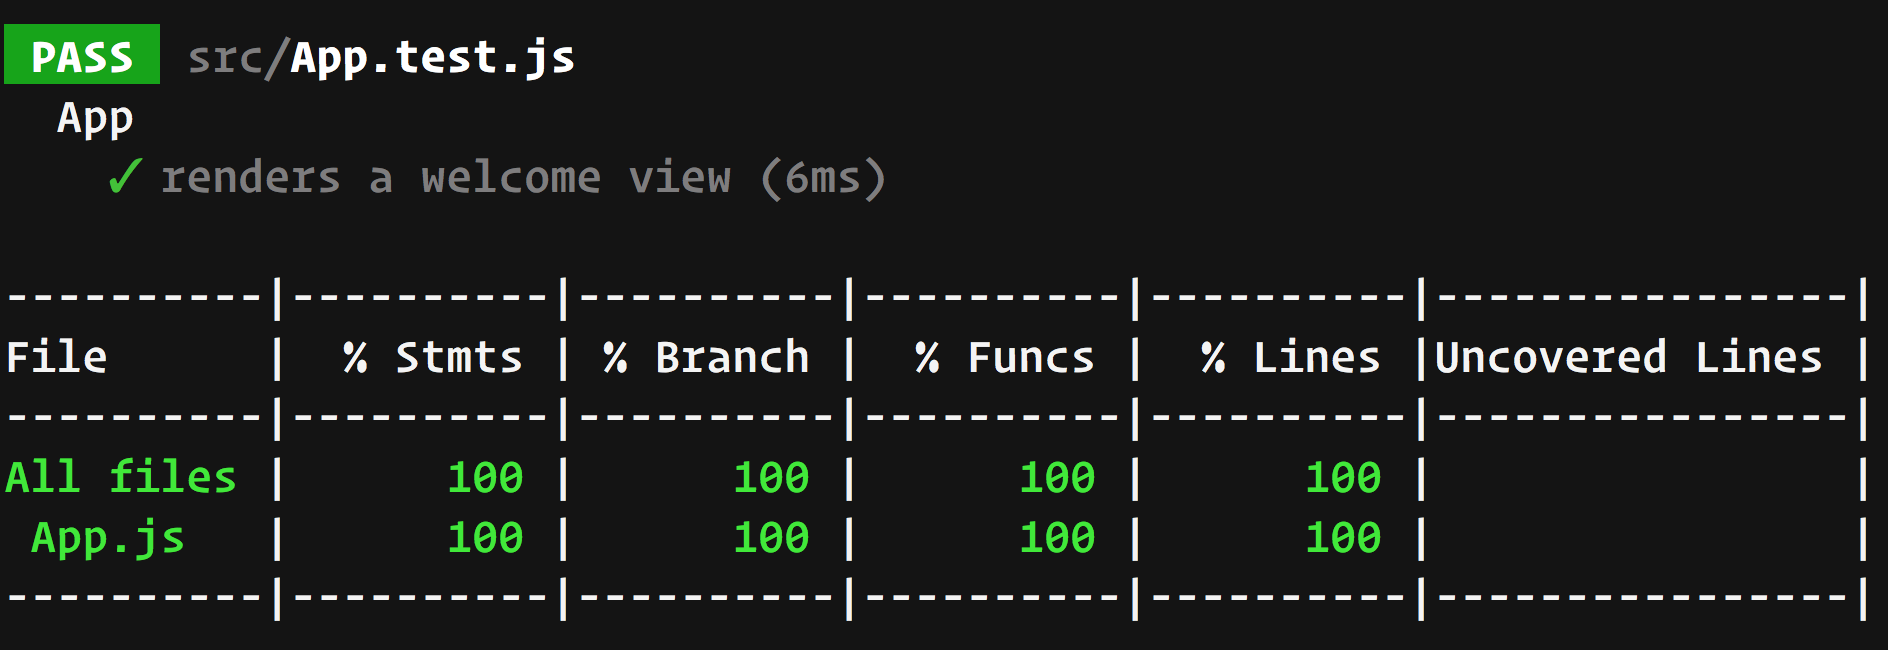 PASS src/App.test.js
App
✓ renders a welcome view (6ms)
----------|----------|----------|----------|----------|----------------|
File      |  % Stmts | % Branch |  % Funcs |  % Lines |Uncovered Lines |
----------|----------|----------|----------|----------|----------------|
All files |      100 |      100 |      100 |      100 |                |
 App.js   |      100 |      100 |      100 |      100 |                |
----------|----------|----------|----------|----------|----------------|